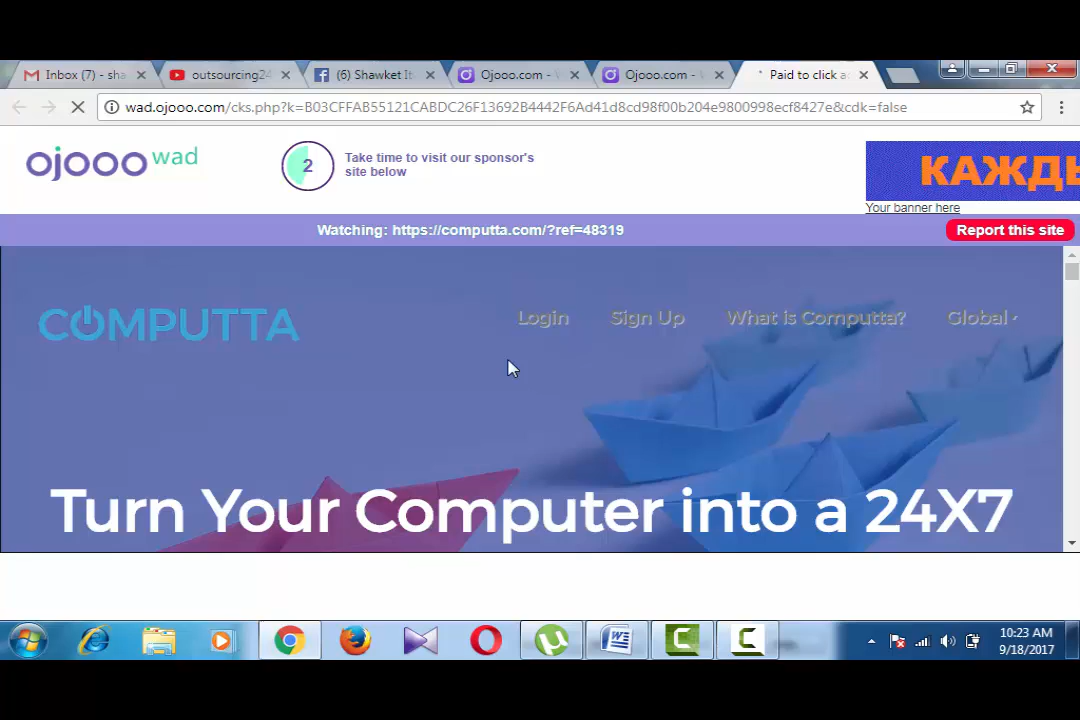 Inbox (7) - sha
outsourcing24
(6) Shawket It
Ojooo.com - W
Ojooo.com - W
Paid to click a
wad.ojooo.com/cks.php?k=B03CFFAB55121CABDC26F13692B4442F6Ad41d8cd98f00b204e9800998ecf8427e&cdk=false
ojooo wad
2
Take time to visit our sponsor's
site below
КАЖДЫ
Your banner here
Watching: https://computta.com/?ref=48319
Report this site
COMPUTTA
Login
Sign Up
What is Computta?
Global
Turn Your Computer into a 24X7
10:23 AM
9/18/2017